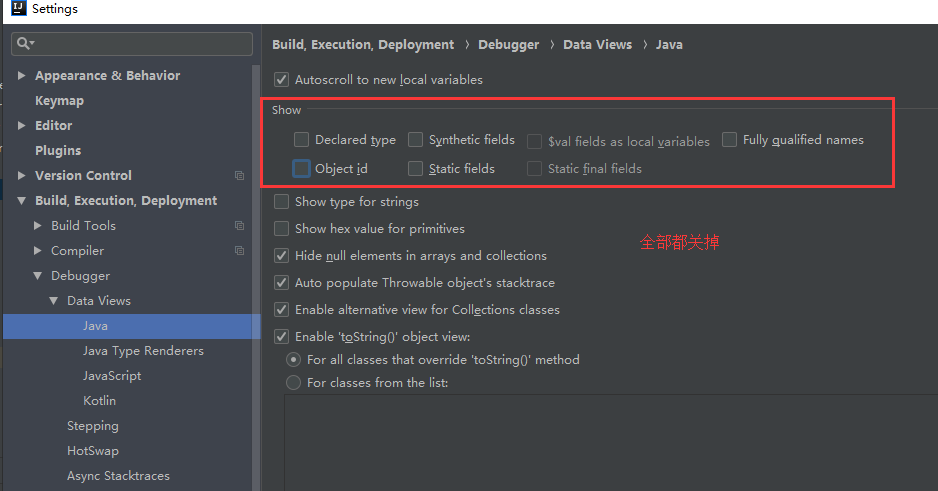 IJ
Settings
Build, Execution, Deployment › Debugger › Data Views › Java
Appearance & Behavior
Keymap
Editor
Plugins
Version Control
Build, Execution, Deployment
Build Tools
Compiler
Debugger
Data Views
Java
Java Type Renderers
JavaScript
Kotlin
Stepping
HotSwap
Async Stacktraces
Autoscroll to new local variables
Show
Declared type Synthetic fields $val fields as local variables Fully qualified names
Object id Static fields Static final fields
Show type for strings
Show hex value for primitives
全部都关掉
Hide null elements in arrays and collections
Auto populate Throwable object's stacktrace
Enable alternative view for Collections classes
Enable 'toString()' object view:
For all classes that override 'toString()' method
For classes from the list: